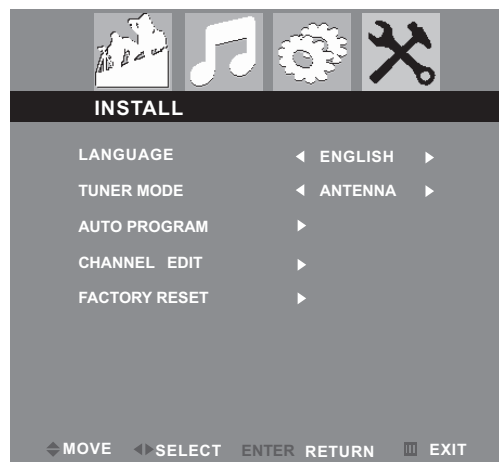 INSTALL
LANGUAGE ENGLISH
TUNER MODE ANTENNA
AUTO PROGRAM
CHANNEL EDIT
FACTORY RESET
MOVE SELECT ENTER RETURN EXIT